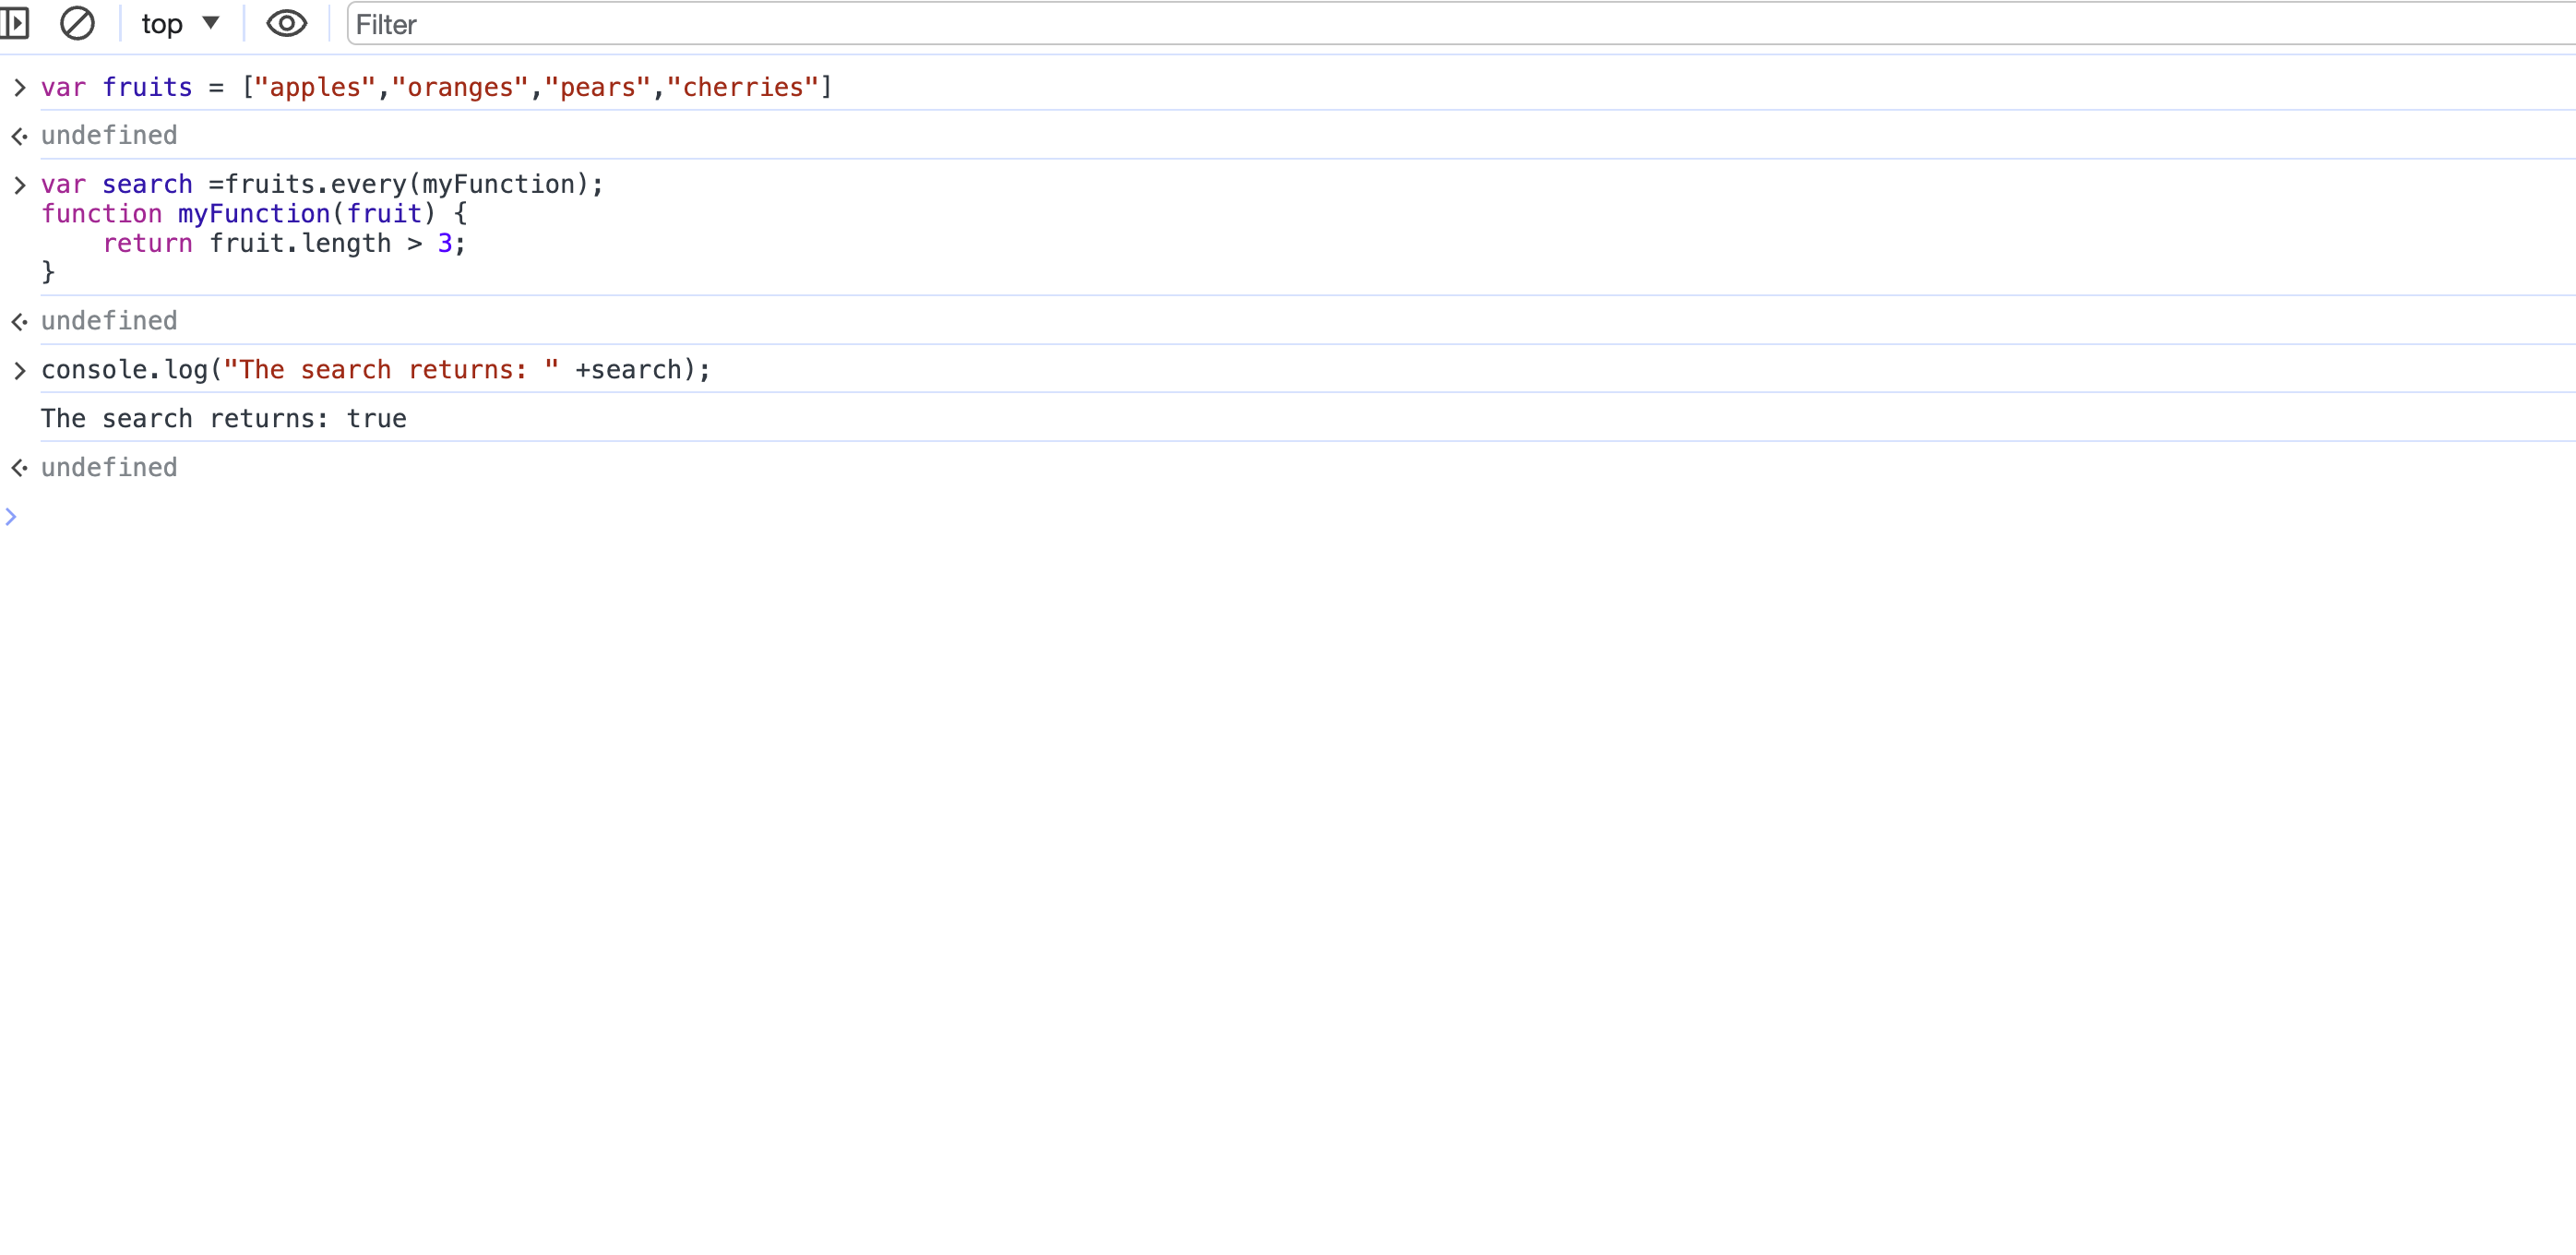 top ▼ Filter
> var fruits = ["apples","oranges","pears","cherries"]
undefined
> var search =fruits.every(myFunction);
function myFunction(fruit) {
    return fruit.length > 3;
}
undefined
> console.log("The search returns: " +search);
The search returns: true
undefined
>